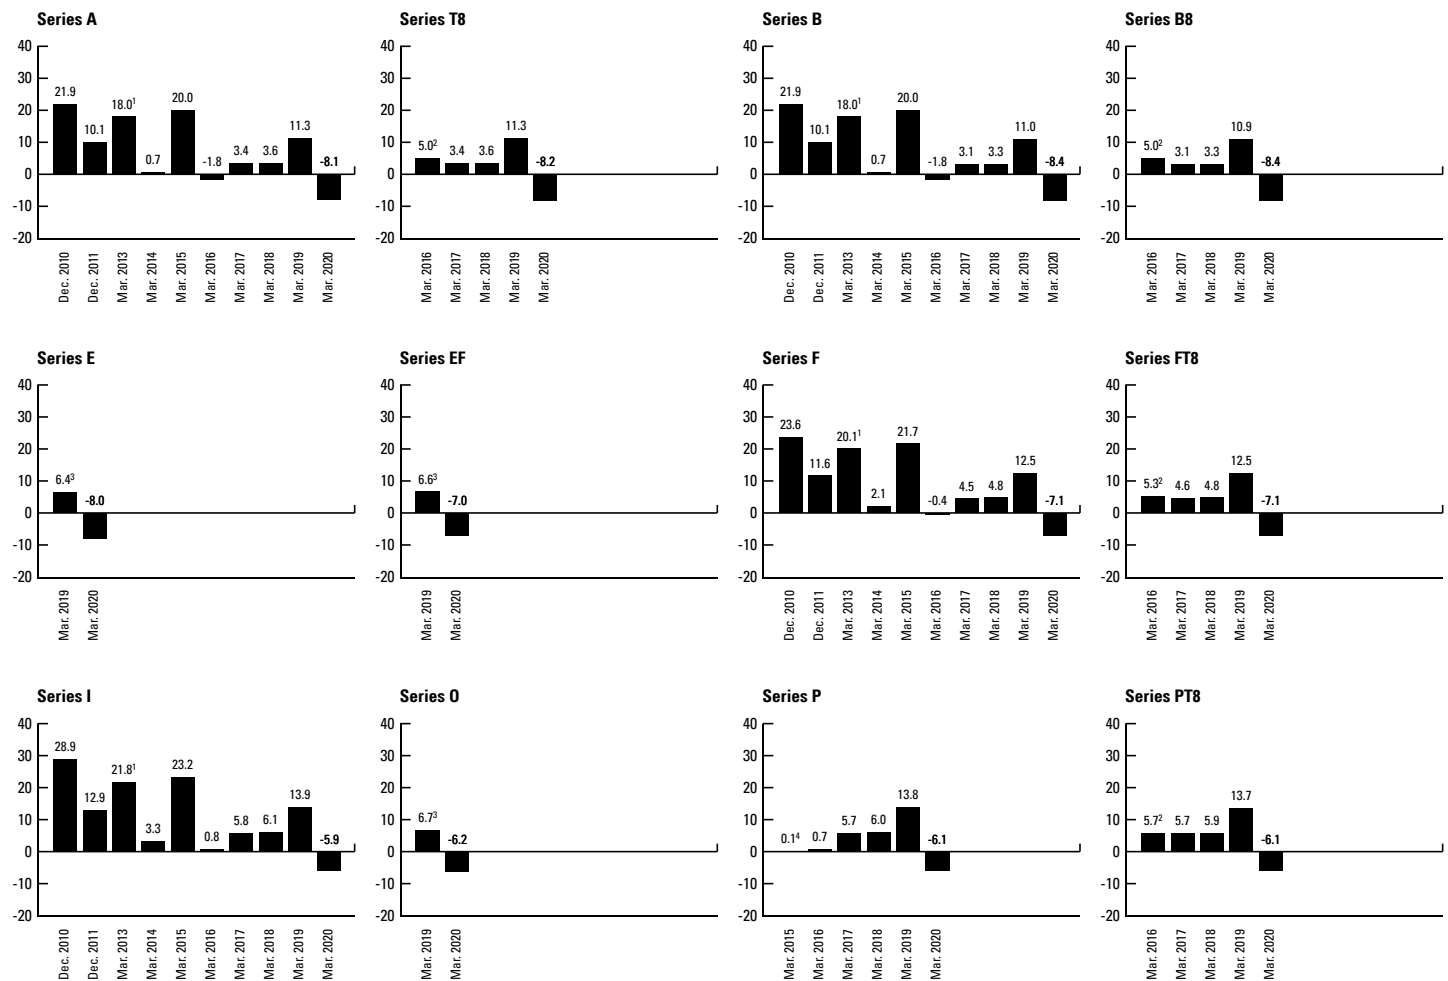 Series A
40
30
20
10
0
-10
-20
21.9
10.1
18.0¹
0.7
20.0
-1.8
3.4
3.6
11.3
-8.1
Dec. 2010
Dec. 2011
Mar. 2013
Mar. 2014
Mar. 2015
Mar. 2016
Mar. 2017
Mar. 2018
Mar. 2019
Mar. 2020
Series T8
40
30
20
10
0
-10
-20
5.0²
3.4
3.6
11.3
-8.2
Mar. 2016
Mar. 2017
Mar. 2018
Mar. 2019
Mar. 2020
Series B
40
30
20
10
0
-10
-20
21.9
10.1
18.0¹
0.7
20.0
-1.8
3.1
3.3
11.0
-8.4
Dec. 2010
Dec. 2011
Mar. 2013
Mar. 2014
Mar. 2015
Mar. 2016
Mar. 2017
Mar. 2018
Mar. 2019
Mar. 2020
Series B8
40
30
20
10
0
-10
-20
5.0²
3.1
3.3
10.9
-8.4
Mar. 2016
Mar. 2017
Mar. 2018
Mar. 2019
Mar. 2020
Series E
40
30
20
10
0
-10
-20
6.4³
-8.0
Mar. 2019
Mar. 2020
Series EF
40
30
20
10
0
-10
-20
6.6³
-7.0
Mar. 2019
Mar. 2020
Series F
40
30
20
10
0
-10
-20
23.6
11.6
20.1¹
2.1
21.7
-0.4
4.5
4.8
12.5
-7.1
Dec. 2010
Dec. 2011
Mar. 2013
Mar. 2014
Mar. 2015
Mar. 2016
Mar. 2017
Mar. 2018
Mar. 2019
Mar. 2020
Series FT8
40
30
20
10
0
-10
-20
5.3²
4.6
4.8
12.5
-7.1
Mar. 2016
Mar. 2017
Mar. 2018
Mar. 2019
Mar. 2020
Series I
40
30
20
10
0
-10
-20
28.9
12.9
21.8¹
3.3
23.2
0.8
5.8
6.1
13.9
-5.9
Dec. 2010
Dec. 2011
Mar. 2013
Mar. 2014
Mar. 2015
Mar. 2016
Mar. 2017
Mar. 2018
Mar. 2019
Mar. 2020
Series O
40
30
20
10
0
-10
-20
6.7³
-6.2
Mar. 2019
Mar. 2020
Series P
40
30
20
10
0
-10
-20
0.1⁴
0.7
5.7
6.0
13.8
-6.1
Mar. 2015
Mar. 2016
Mar. 2017
Mar. 2018
Mar. 2019
Mar. 2020
Series PT8
40
30
20
10
0
-10
-20
5.7²
5.7
5.9
13.7
-6.1
Mar. 2016
Mar. 2017
Mar. 2018
Mar. 2019
Mar. 2020